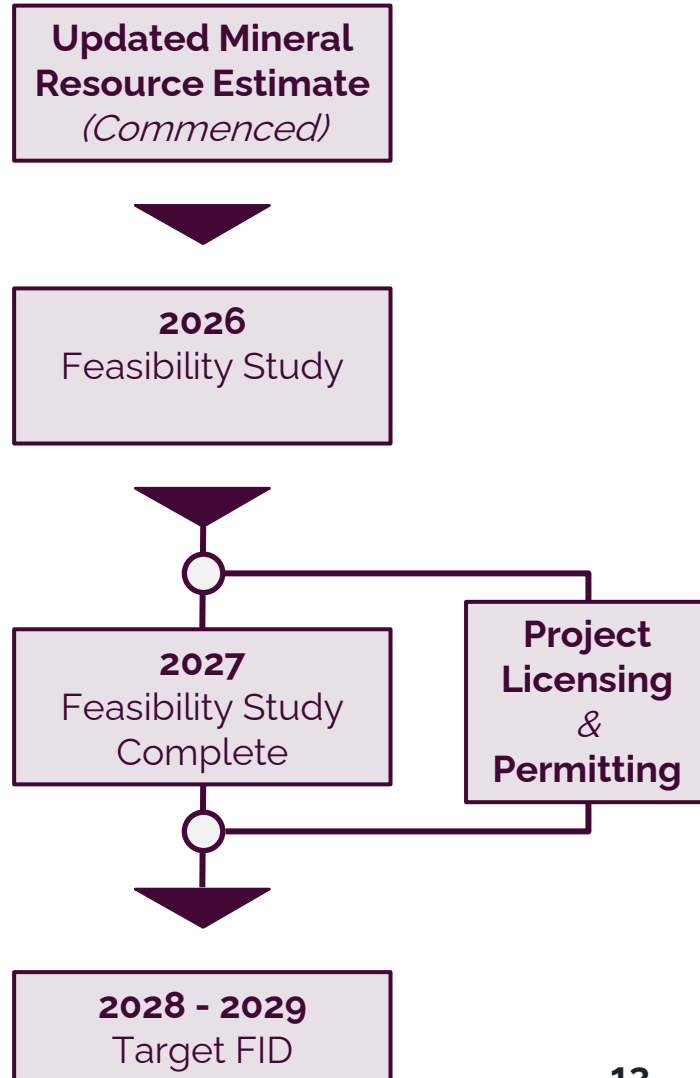 Updated Mineral
Resource Estimate
(Commenced)
2026
Feasibility Study
2027
Feasibility Study
Complete
Project
Licensing
&
Permitting
2028 - 2029
Target FID